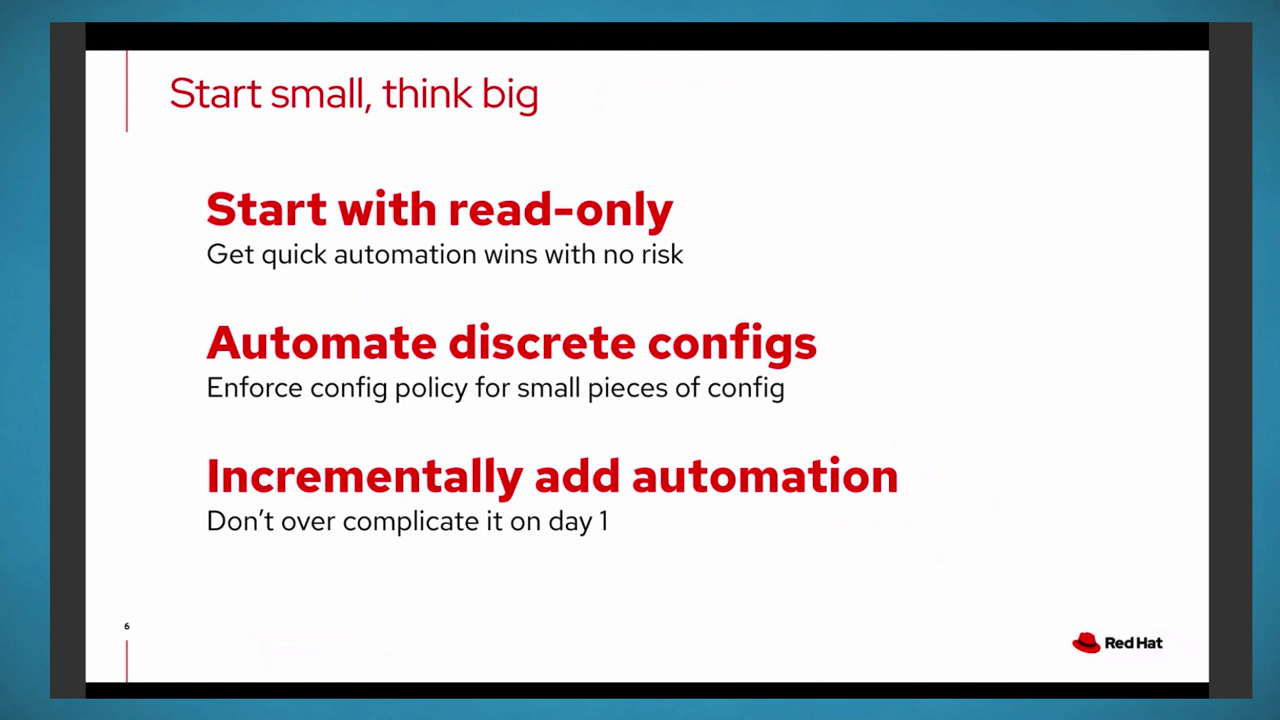 Start small, think big
Start with read-only
Get quick automation wins with no risk
Automate discrete configs
Enforce config policy for small pieces of config
Incrementally add automation
Don’t over complicate it on day 1
6
Red Hat